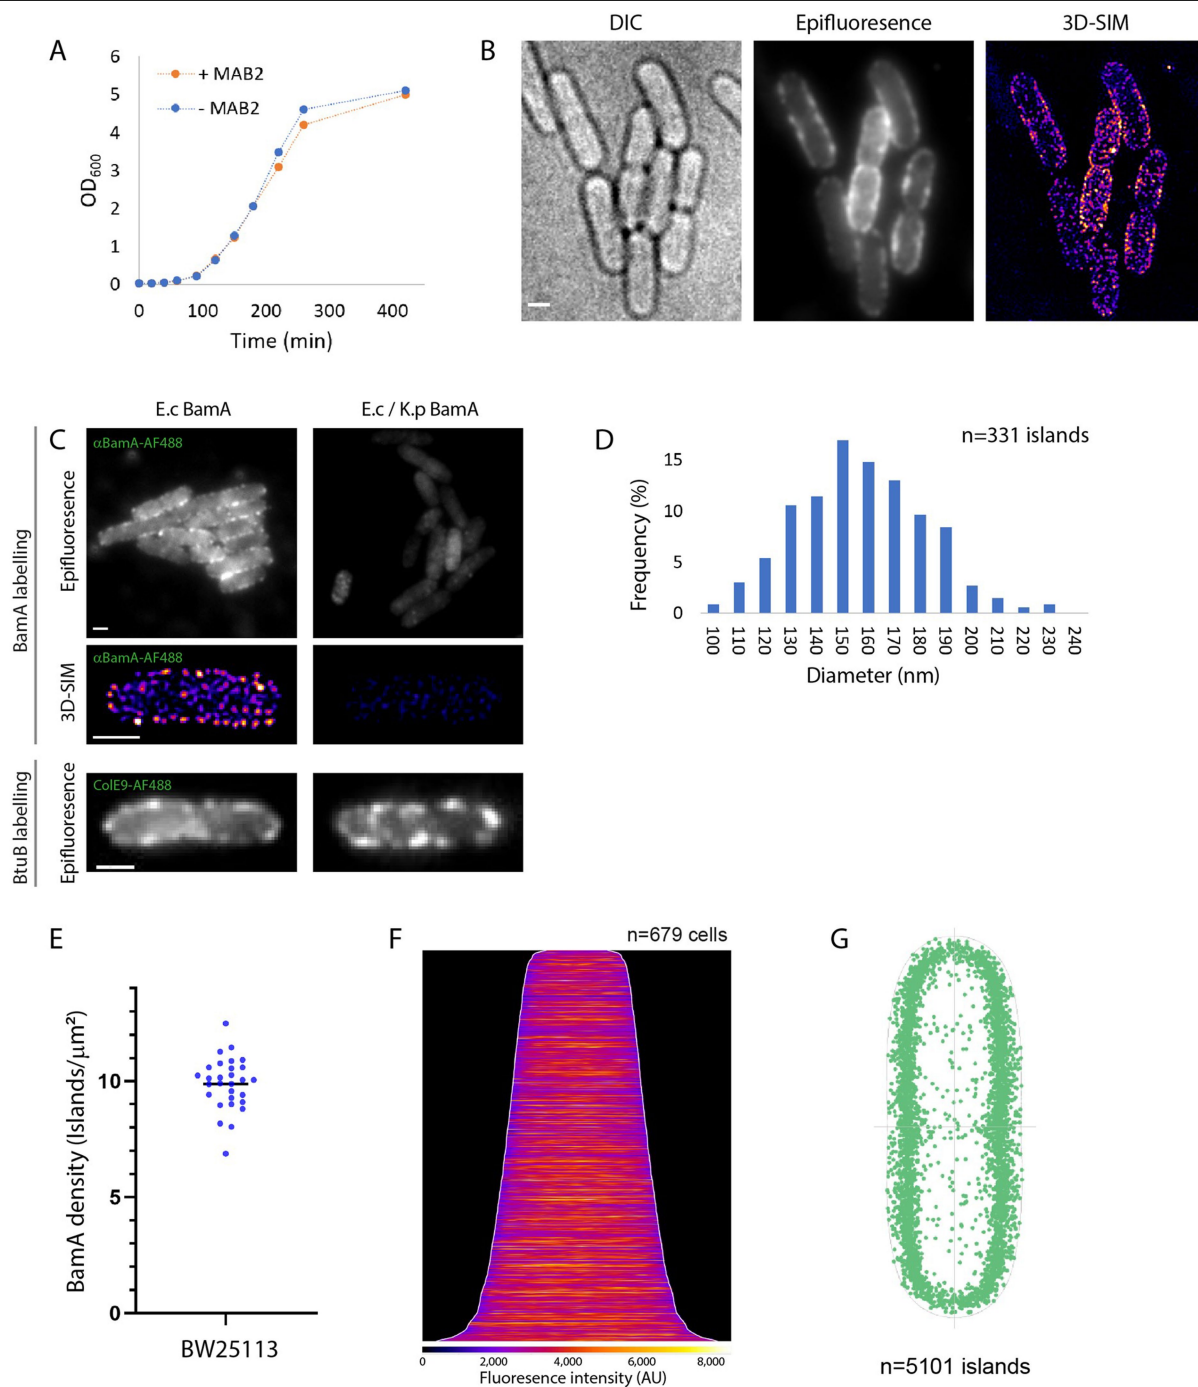 A
6
5
4
3
2
1
0
+ MAB2
- MAB2
OD600
0 100 200 300 400
Time (min)
B
DIC Epifluoresence 3D-SIM
C
E.c BamA E.c / K.p BamA
BamA labelling
Epifluoresence
αBamA-AF488
3D-SIM
αBamA-AF488
BtuB labelling
Epifluoresence
ColE9-AF488
D
n=331 islands
Frequency (%)
15
10
5
0
100 110 120 130 140 150 160 170 180 190 200 210 220 230 240
Diameter (nm)
E
BamA density (Islands/μm²)
10
5
0
BW25113
F
n=679 cells
0 2,000 4,000 6,000 8,000
Fluoresence intensity (AU)
G
n=5101 islands